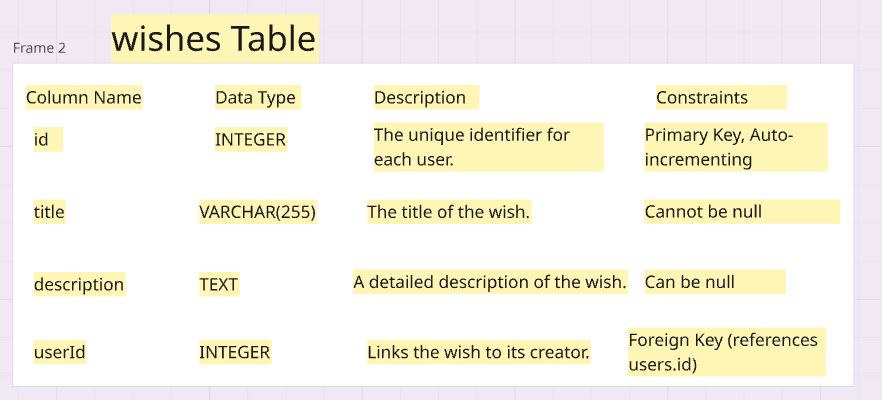 wishes Table
Frame 2
Column Name Data Type Description Constraints
id INTEGER The unique identifier for each user. Primary Key, Auto-incrementing
title VARCHAR(255) The title of the wish. Cannot be null
description TEXT A detailed description of the wish. Can be null
userId INTEGER Links the wish to its creator. Foreign Key (references users.id)